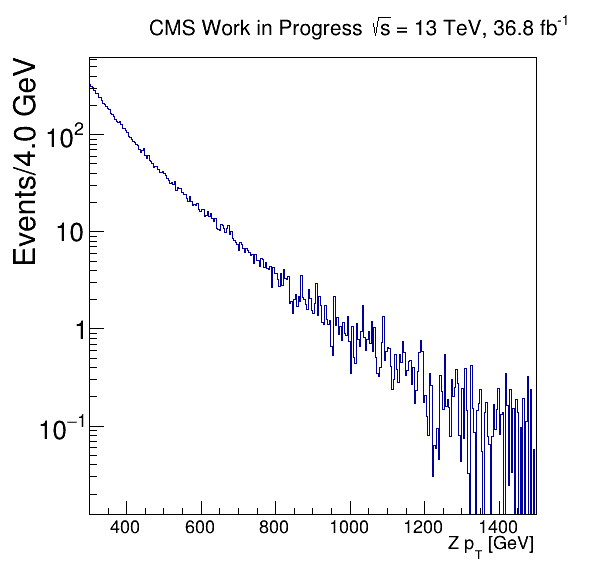 CMS Work in Progress √s = 13 TeV, 36.8 fb⁻¹
Events/4.0 GeV
10²
10
1
10⁻¹
400 600 800 1000 1200 1400
Z p_T [GeV]